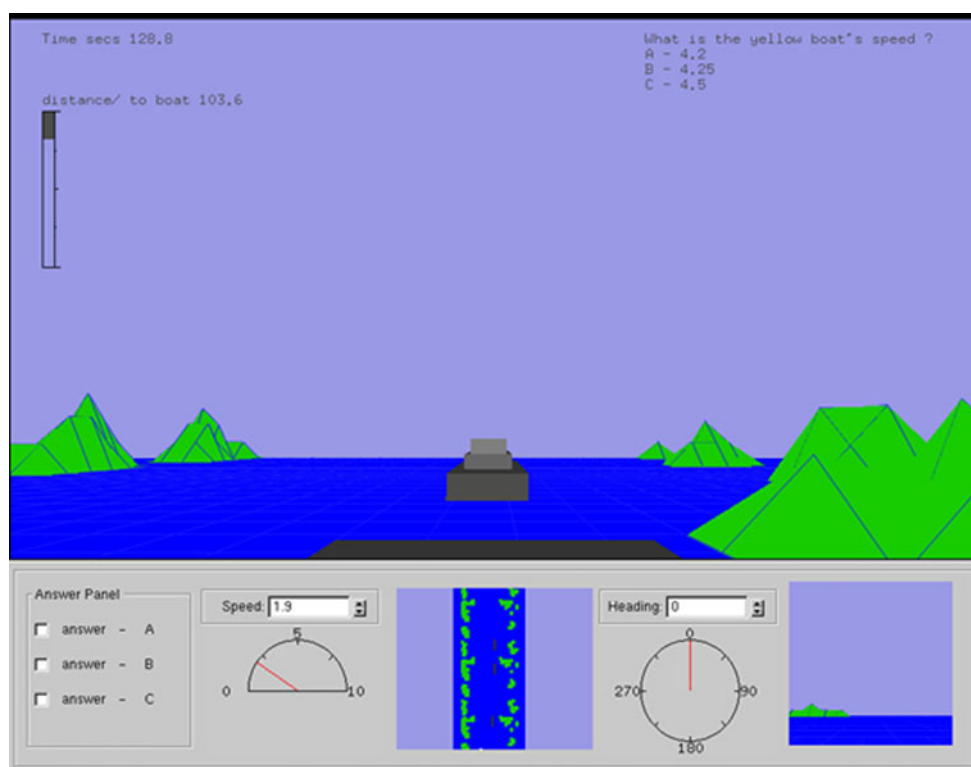 Time secs 128.8
What is the yellow boat's speed ?
A - 4.2
B - 4.25
C - 4.5
distance/ to boat 103.6
Answer Panel
answer - A
answer - B
answer - C
Speed: 1.9
5
0
10
Heading: 0
0
270
90
180